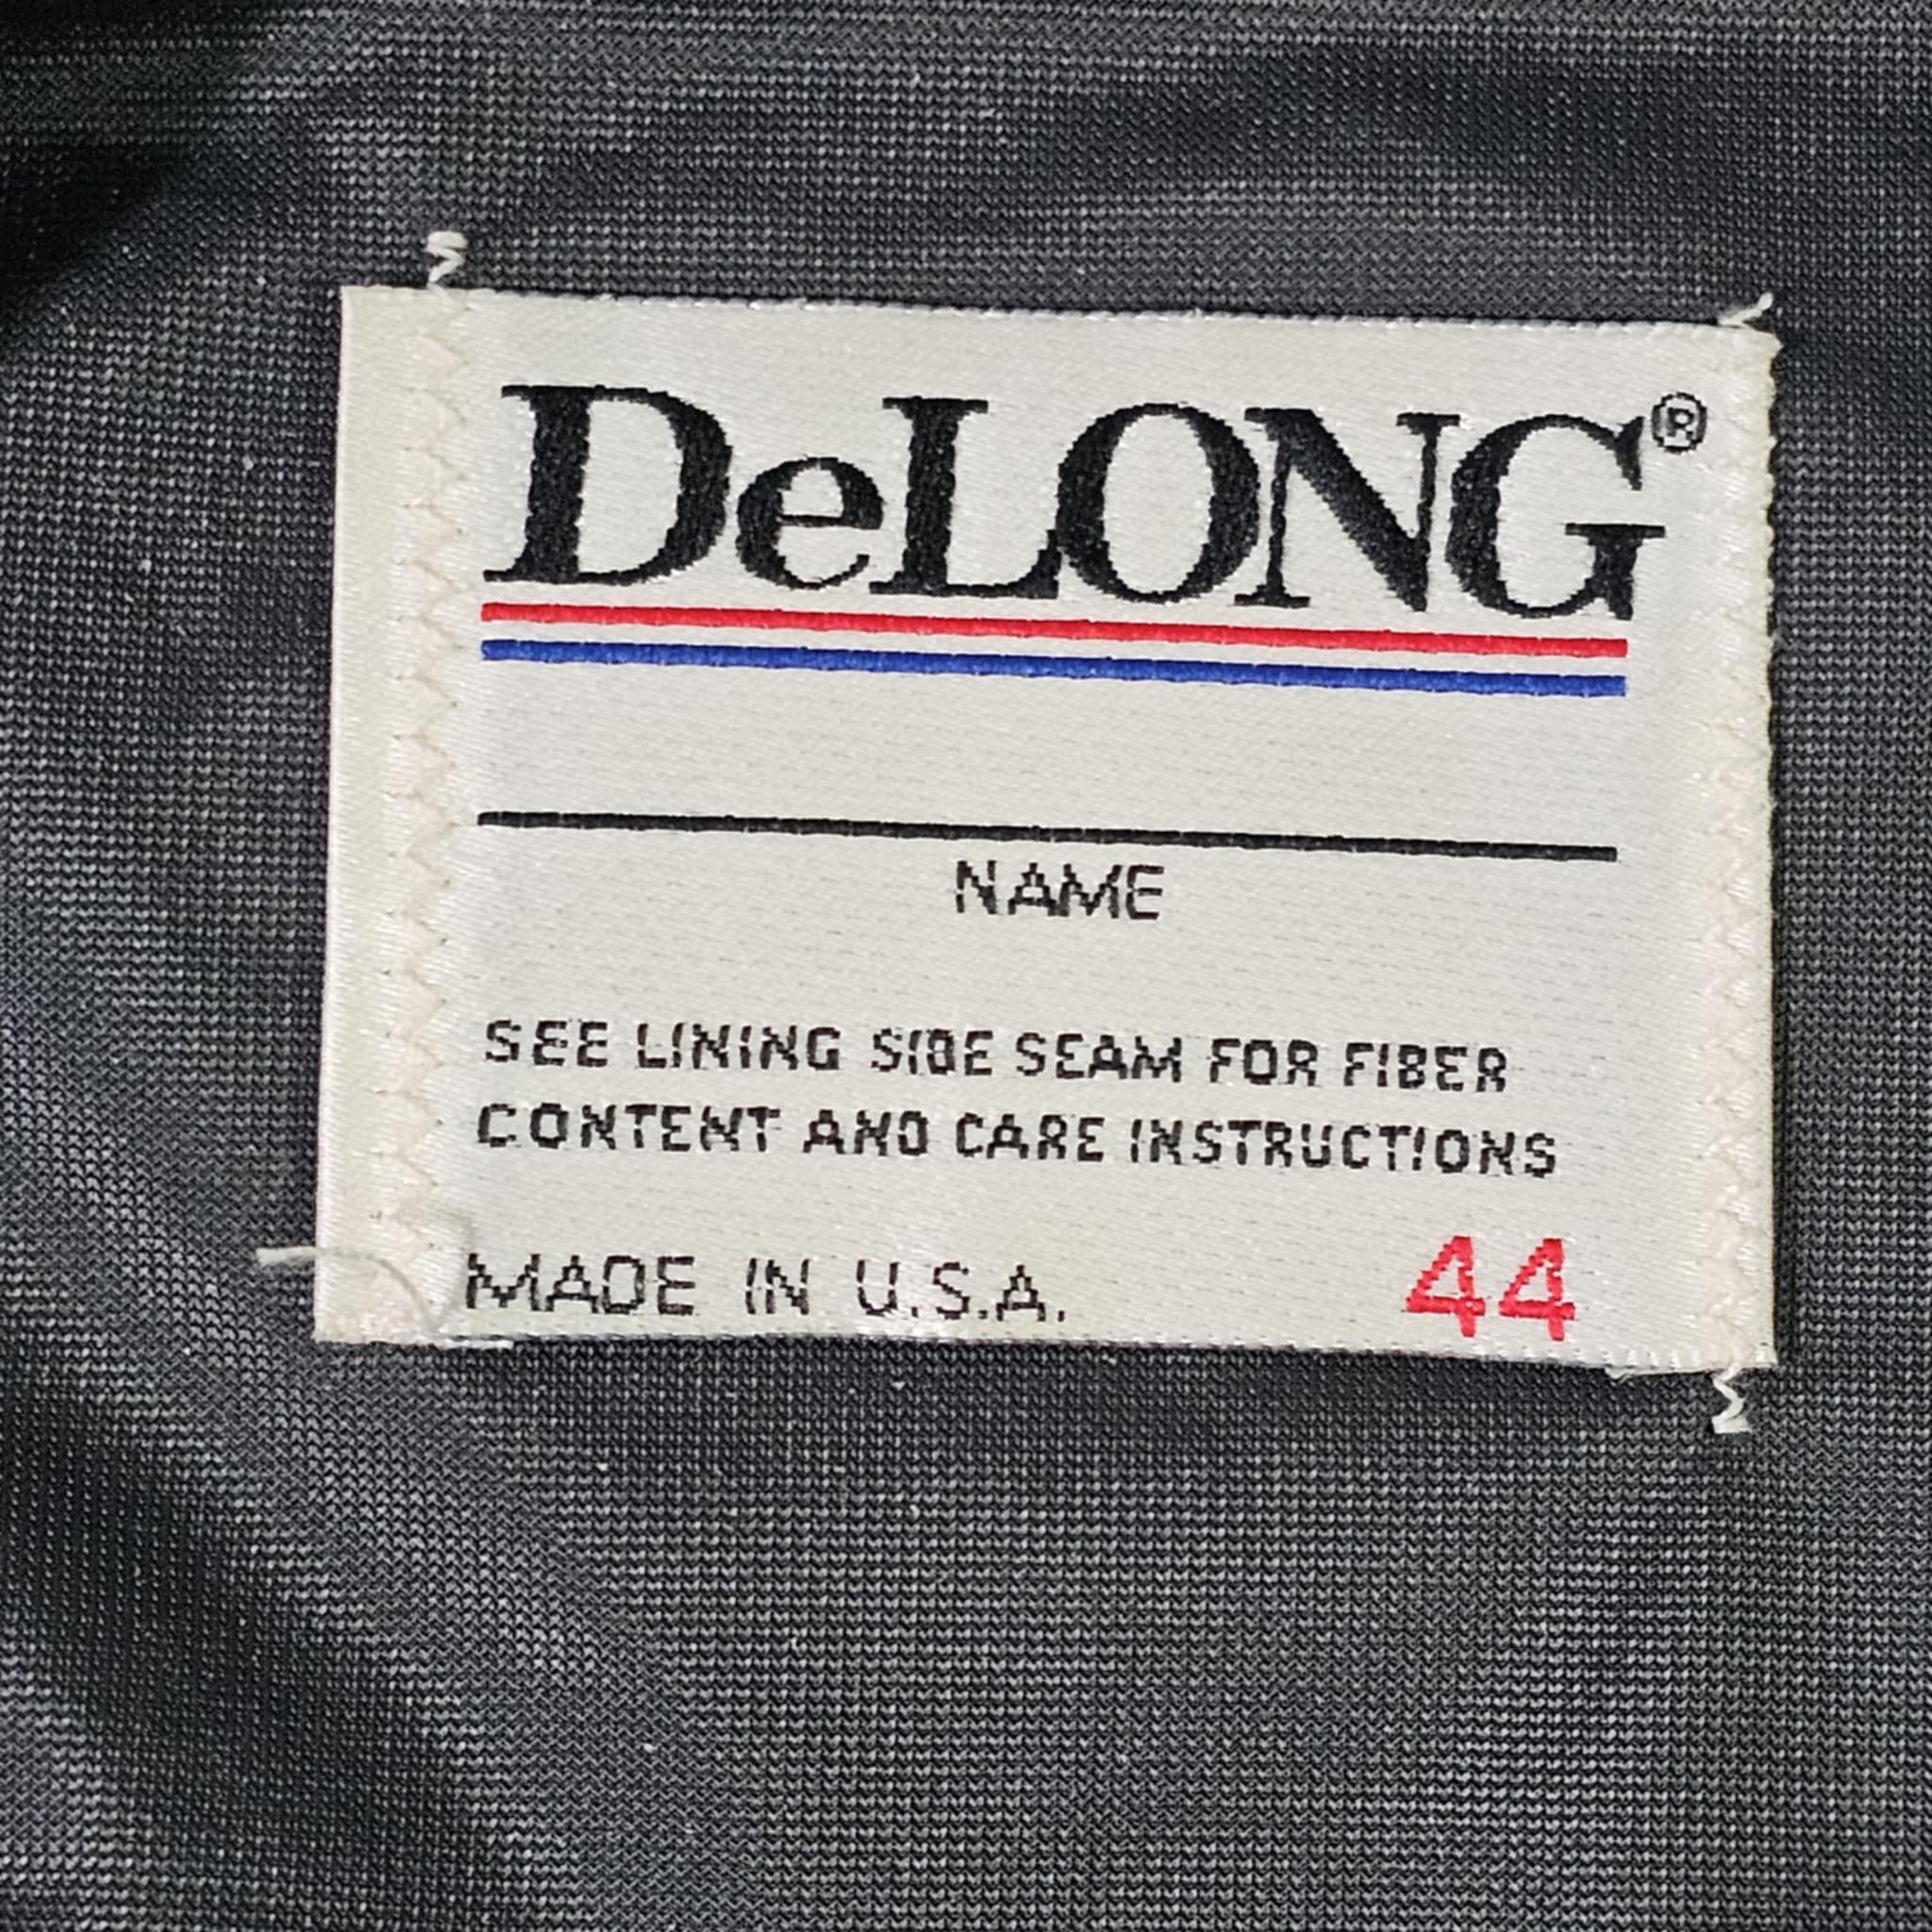 DeLONG®
NAME
SEE LINING SIDE SEAM FOR FIBER
CONTENT AND CARE INSTRUCTIONS
MADE IN U.S.A. 44